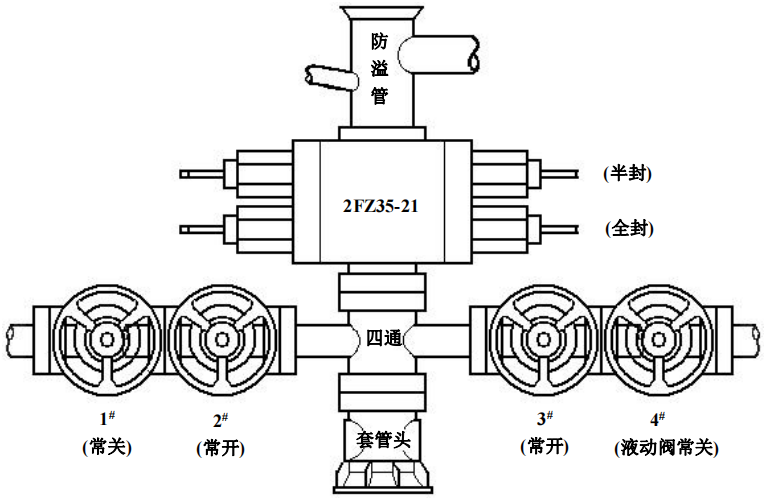 防
溢
管
(半封)
2FZ35-21
(全封)
四通
1#
2#
3#
4#
(常关)
(常开)
套管头
(常开)
(液动阀常关)